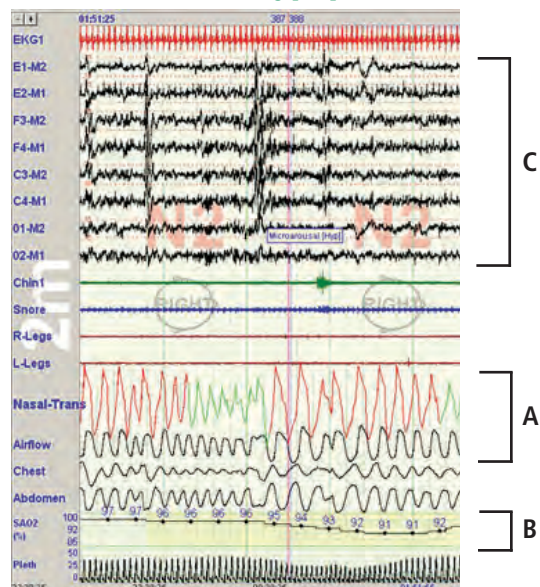 - +
01:51:25 387 388
EKG1
E1-M2
E2-M1
F3-M2
F4-M1
C3-M2
C4-M1
01-M2
02-M1
N2 N2
Microarousal [Hyp]
C
2m
Chin1
Snore
RIGHT RIGHT
R-Legs
L-Legs
Nasal-Trans
Airflow
Chest
Abdomen
A
SAO2
(%)
100
92
85
97 97 96 96 96 96 95 94 93 92 91 91 92
B
50
25
0
Pleth